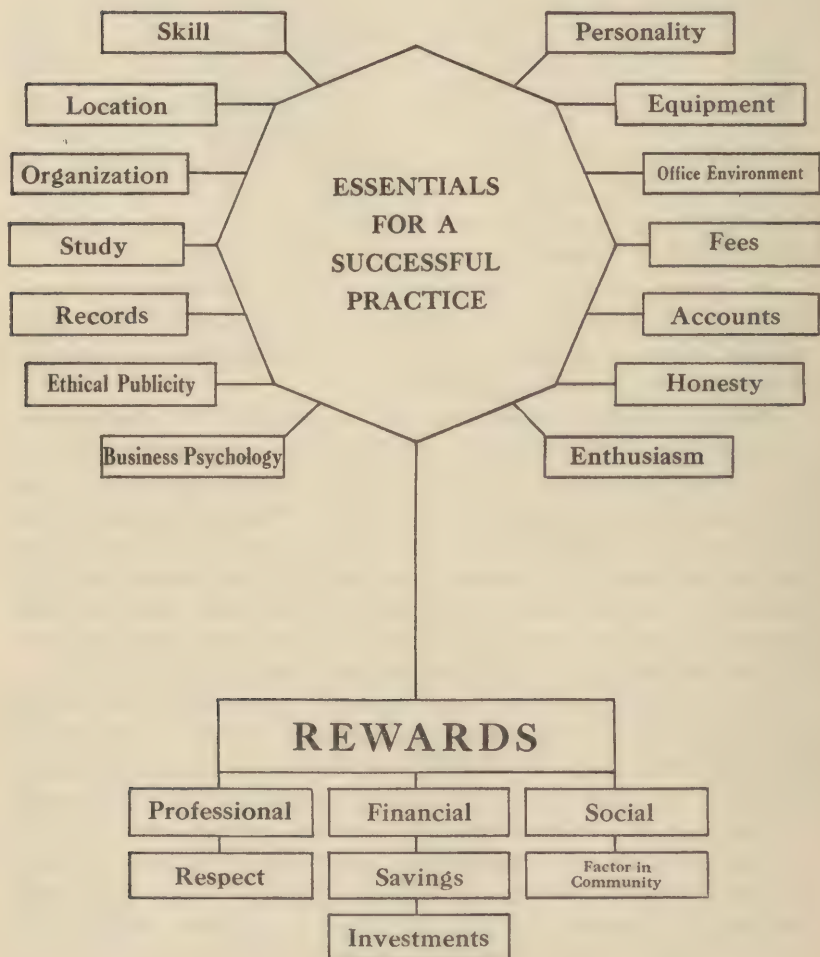 Skill
Personality
Location
Equipment
Organization
Office Environment
Study
Fees
Records
Accounts
Ethical Publicity
Honesty
Business Psychology
Enthusiasm
ESSENTIALS
FOR A
SUCCESSFUL
PRACTICE
REWARDS
Professional
Financial
Social
Respect
Savings
Factor in
Community
Investments